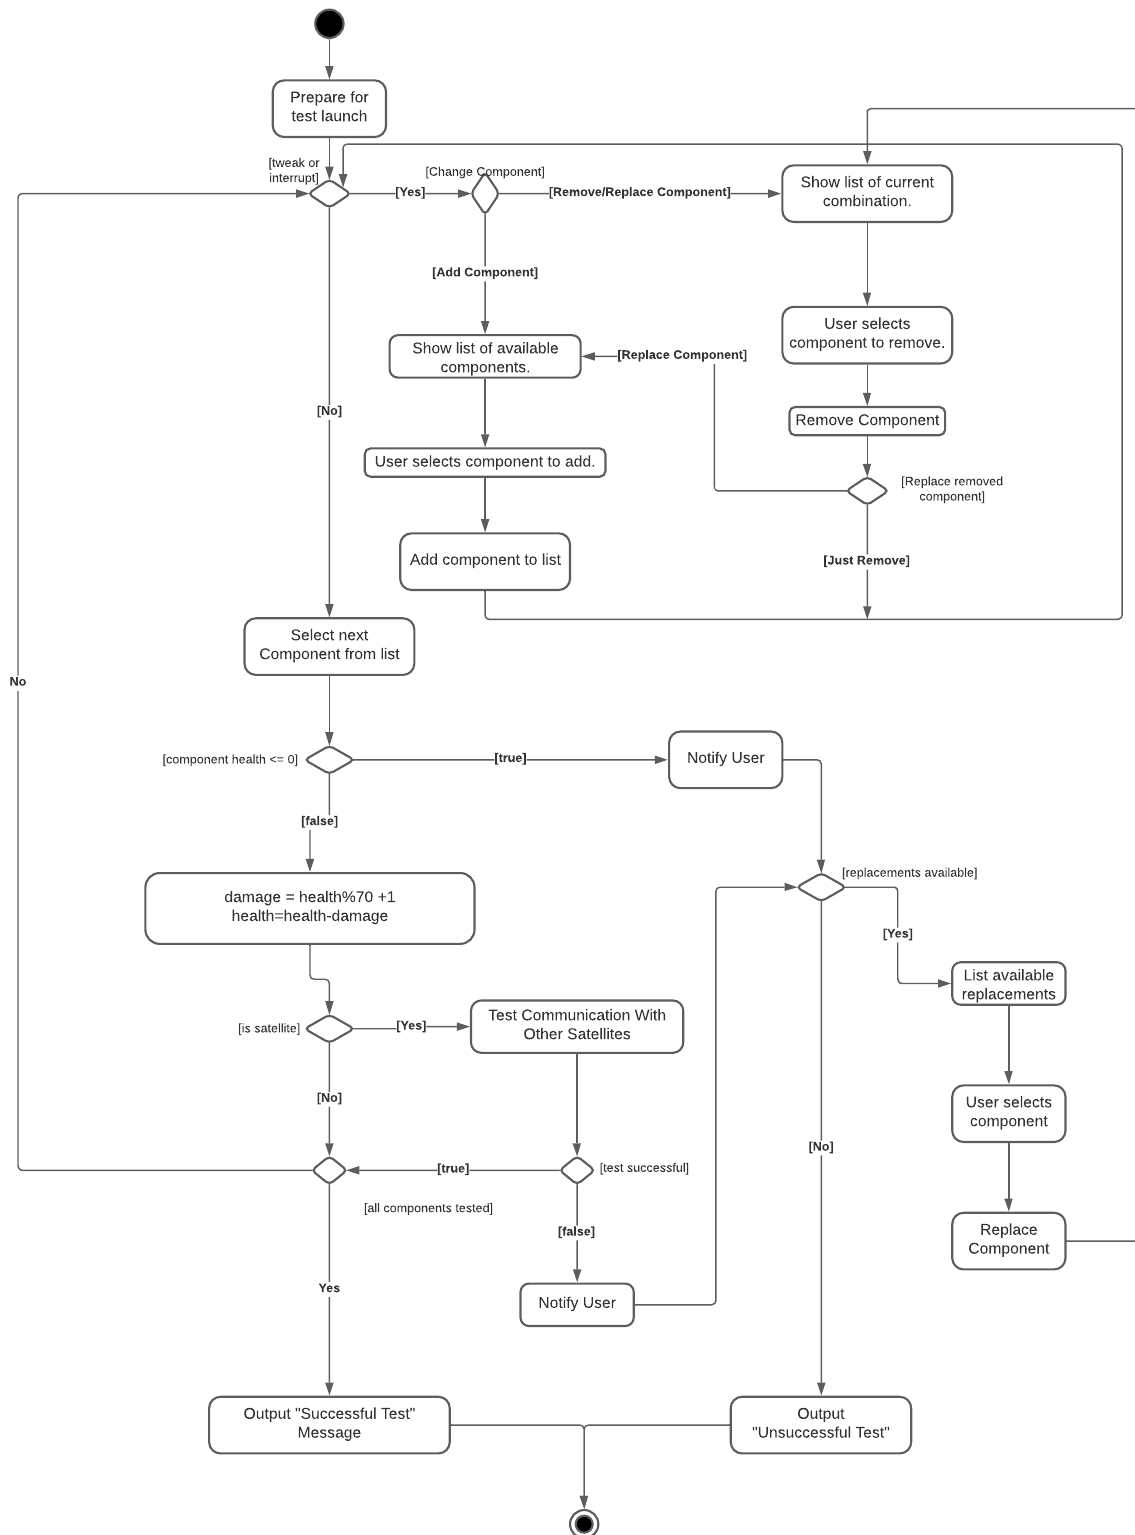 Prepare for
test launch
[tweak or
interrupt]
[Yes]
[Change Component]
[Remove/Replace Component]
Show list of current
combination.
[Add Component]
User selects
component to remove.
Show list of available
components.
[Replace Component]
[No]
Remove Component
User selects component to add.
[Replace removed
component]
Add component to list
[Just Remove]
Select next
Component from list
No
[component health <= 0]
[true]
Notify User
[false]
[replacements available]
damage = health%70 +1
health=health-damage
[Yes]
List available
replacements
[is satellite]
[Yes]
Test Communication With
Other Satellites
[No]
User selects
component
[No]
[true]
[test successful]
[all components tested]
[false]
Replace
Component
Yes
Notify User
Output "Successful Test"
Message
Output
"Unsuccessful Test"